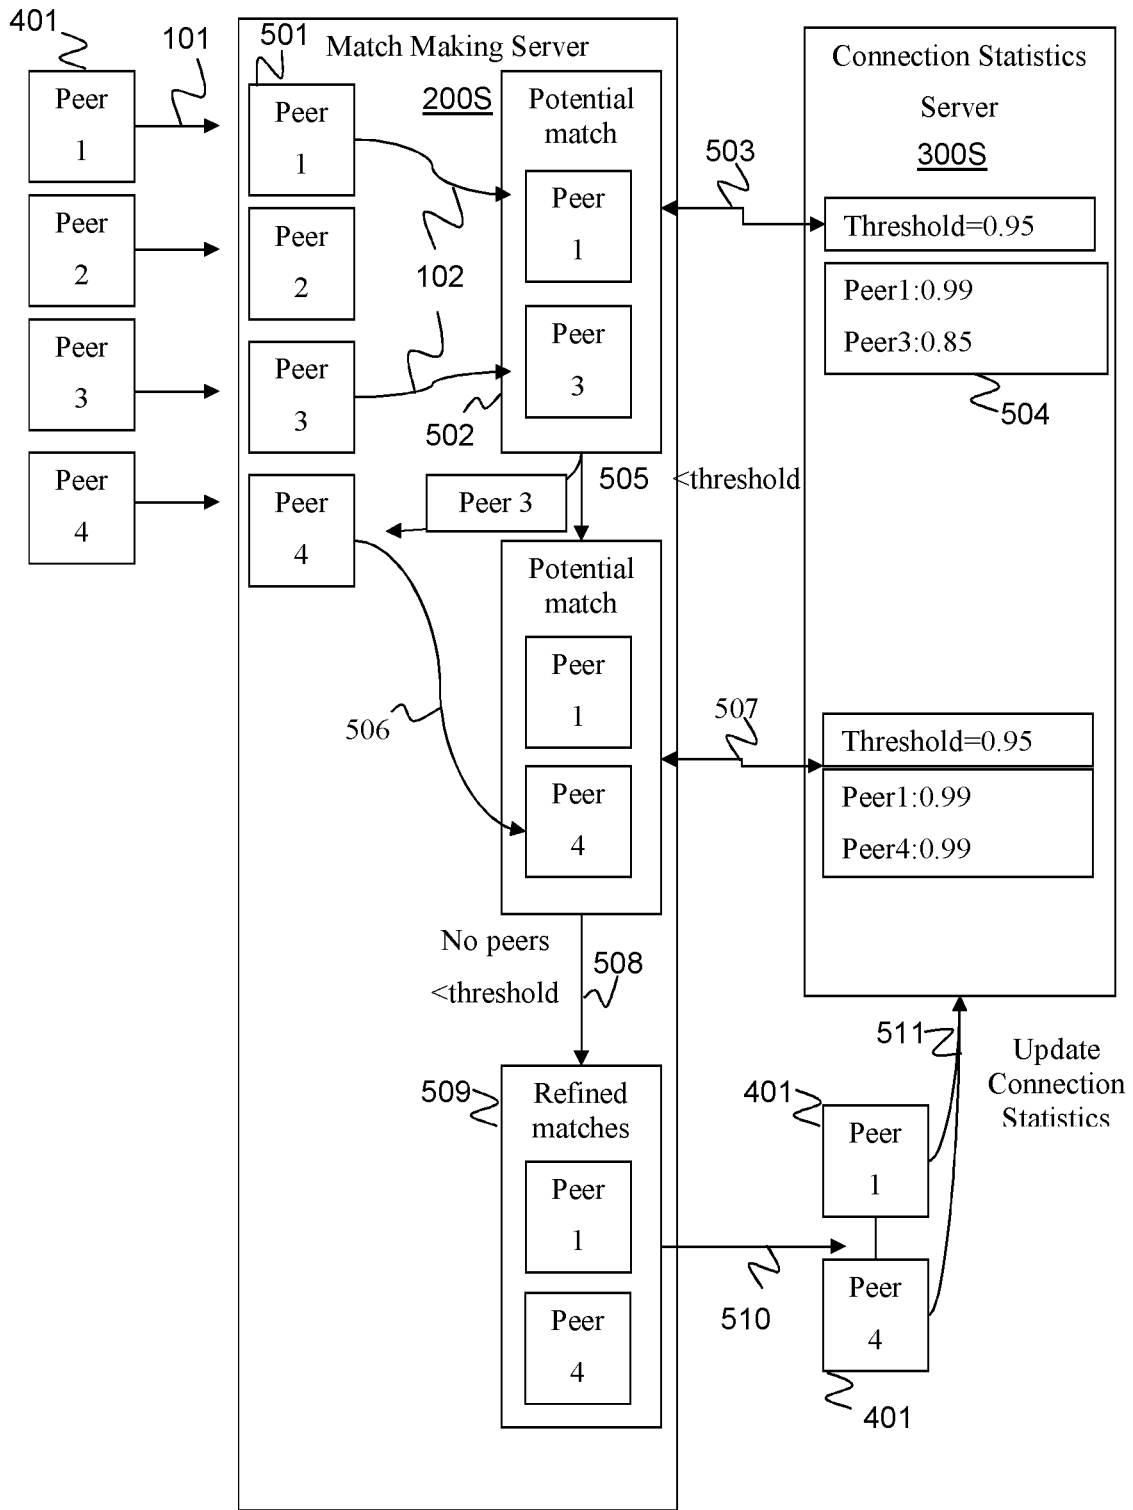 401
101
Peer
1
Peer
2
Peer
3
Peer
4
Match Making Server
200S
501
Peer
1
Peer
2
Peer
3
Peer
4
102
Potential
match
Peer
1
Peer
3
502
503
Connection Statistics
Server
300S
Threshold=0.95
Peer1:0.99
Peer3:0.85
504
505
<threshold
Peer 3
Potential
match
Peer
1
Peer
4
506
507
Threshold=0.95
Peer1:0.99
Peer4:0.99
No peers
<threshold
508
509
Refined
matches
Peer
1
Peer
4
510
511
Update
Connection
Statistics
401
Peer
1
Peer
4
401